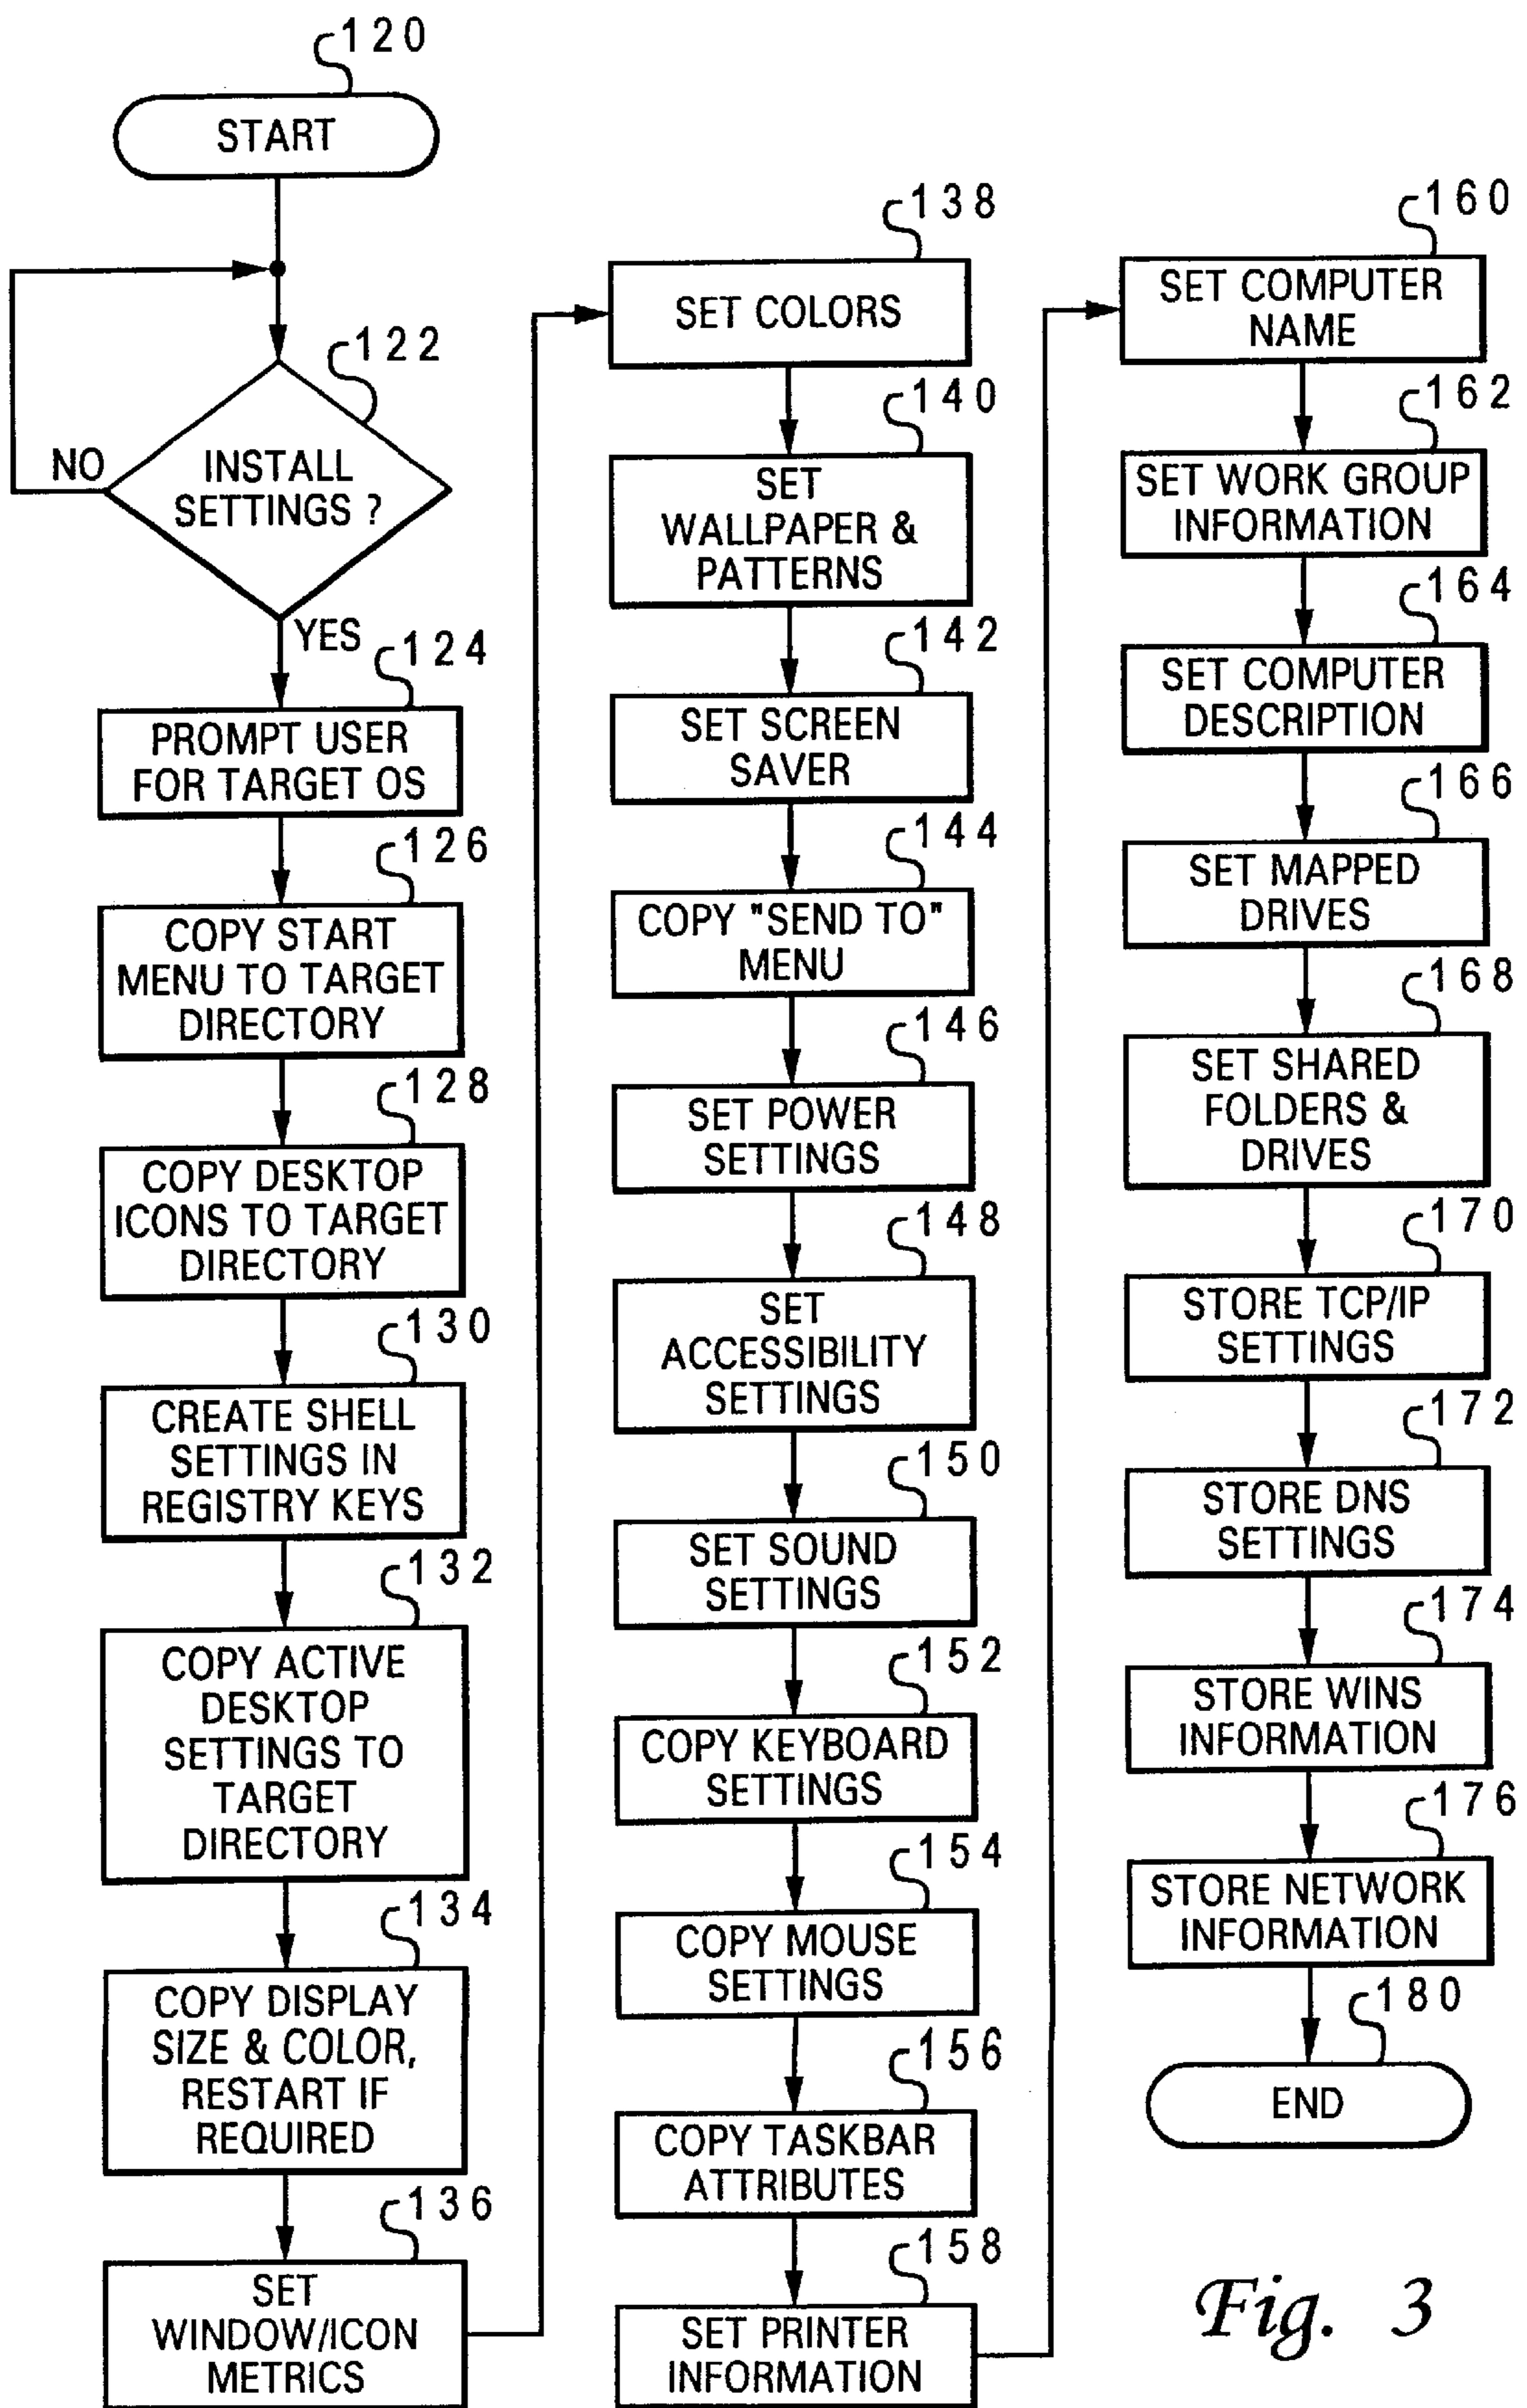 120
START
122
NO
INSTALL
SETTINGS ?
YES
124
PROMPT USER
FOR TARGET OS
126
COPY START
MENU TO TARGET
DIRECTORY
128
COPY DESKTOP
ICONS TO TARGET
DIRECTORY
130
CREATE SHELL
SETTINGS IN
REGISTRY KEYS
132
COPY ACTIVE
DESKTOP
SETTINGS TO
TARGET
DIRECTORY
134
COPY DISPLAY
SIZE & COLOR,
RESTART IF
REQUIRED
136
SET
WINDOW/ICON
METRICS
138
SET COLORS
140
SET
WALLPAPER &
PATTERNS
142
SET SCREEN
SAVER
144
COPY "SEND TO"
MENU
146
SET POWER
SETTINGS
148
SET
ACCESSIBILITY
SETTINGS
150
SET SOUND
SETTINGS
152
COPY KEYBOARD
SETTINGS
154
COPY MOUSE
SETTINGS
156
COPY TASKBAR
ATTRIBUTES
158
SET PRINTER
INFORMATION
160
SET COMPUTER
NAME
162
SET WORK GROUP
INFORMATION
164
SET COMPUTER
DESCRIPTION
166
SET MAPPED
DRIVES
168
SET SHARED
FOLDERS &
DRIVES
170
STORE TCP/IP
SETTINGS
172
STORE DNS
SETTINGS
174
STORE WINS
INFORMATION
176
STORE NETWORK
INFORMATION
180
END
Fig. 3